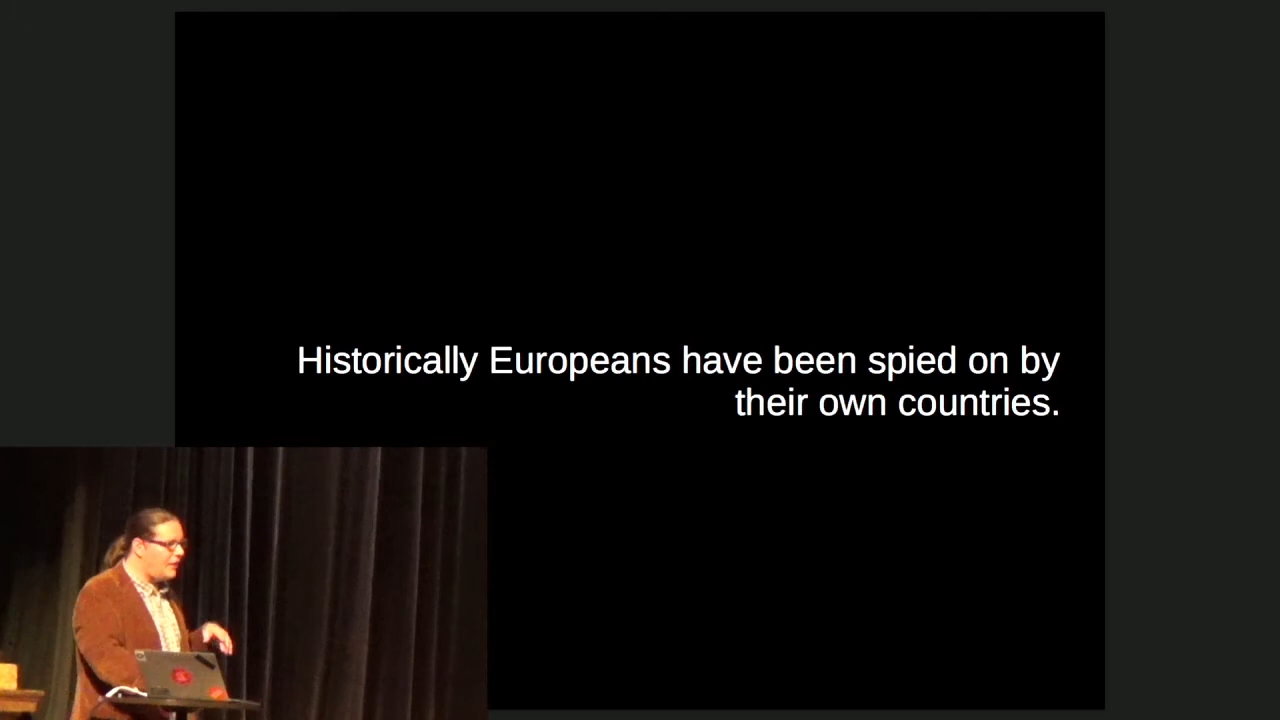 Historically Europeans have been spied on by
their own countries.